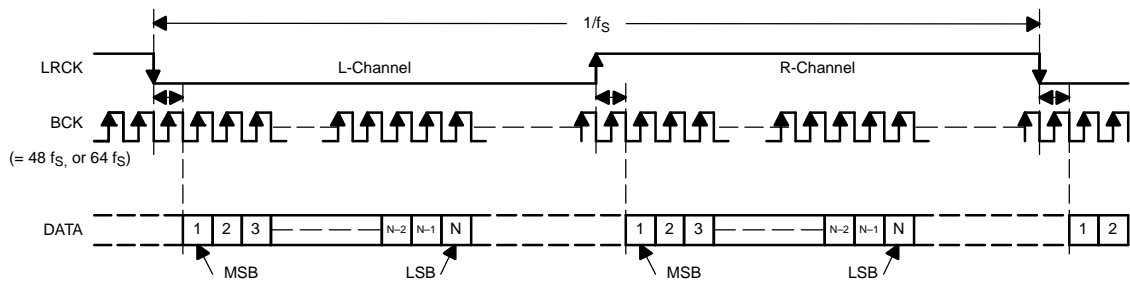 1/fS
LRCK L-Channel R-Channel
BCK
(= 48 fS, or 64 fS)
DATA 1 2 3 N–2 N–1 N 1 2 3 N–2 N–1 N 1 2
MSB LSB MSB LSB